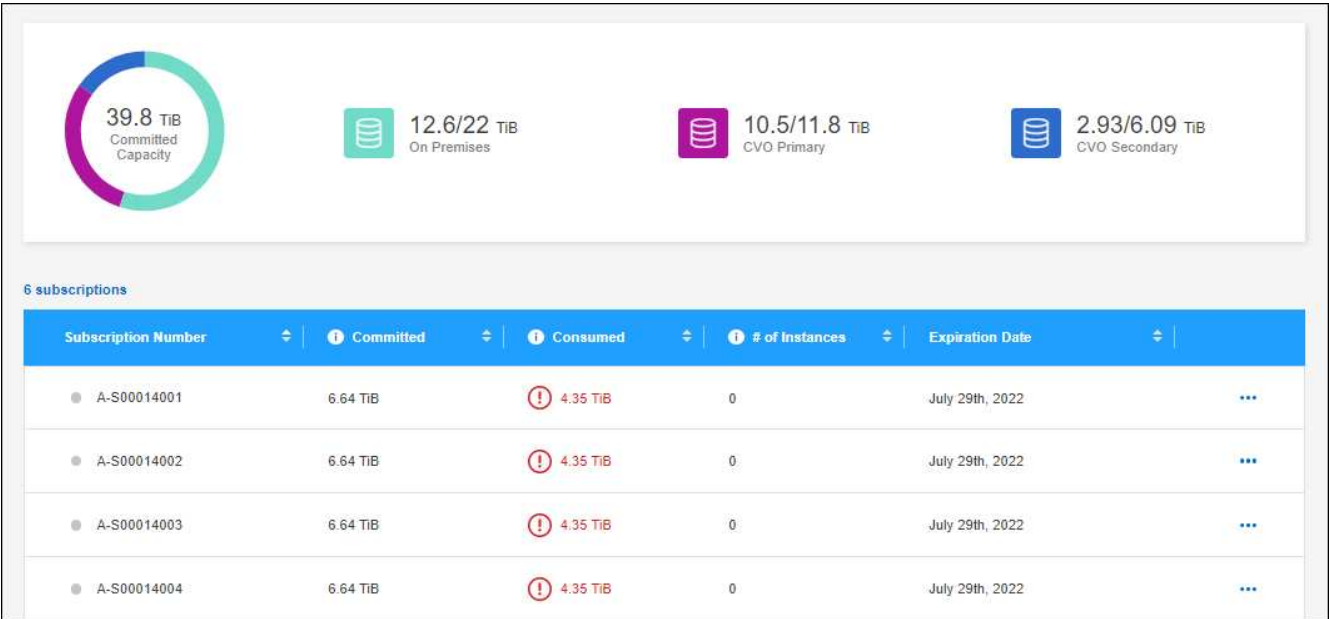 39.8 TiB
Committed
Capacity
12.6/22 TiB
On Premises
10.5/11.8 TiB
CVO Primary
2.93/6.09 TiB
CVO Secondary
6 subscriptions
Subscription Number Committed Consumed # of Instances Expiration Date
A-S00014001 6.64 TiB 4.35 TiB 0 July 29th, 2022
A-S00014002 6.64 TiB 4.35 TiB 0 July 29th, 2022
A-S00014003 6.64 TiB 4.35 TiB 0 July 29th, 2022
A-S00014004 6.64 TiB 4.35 TiB 0 July 29th, 2022